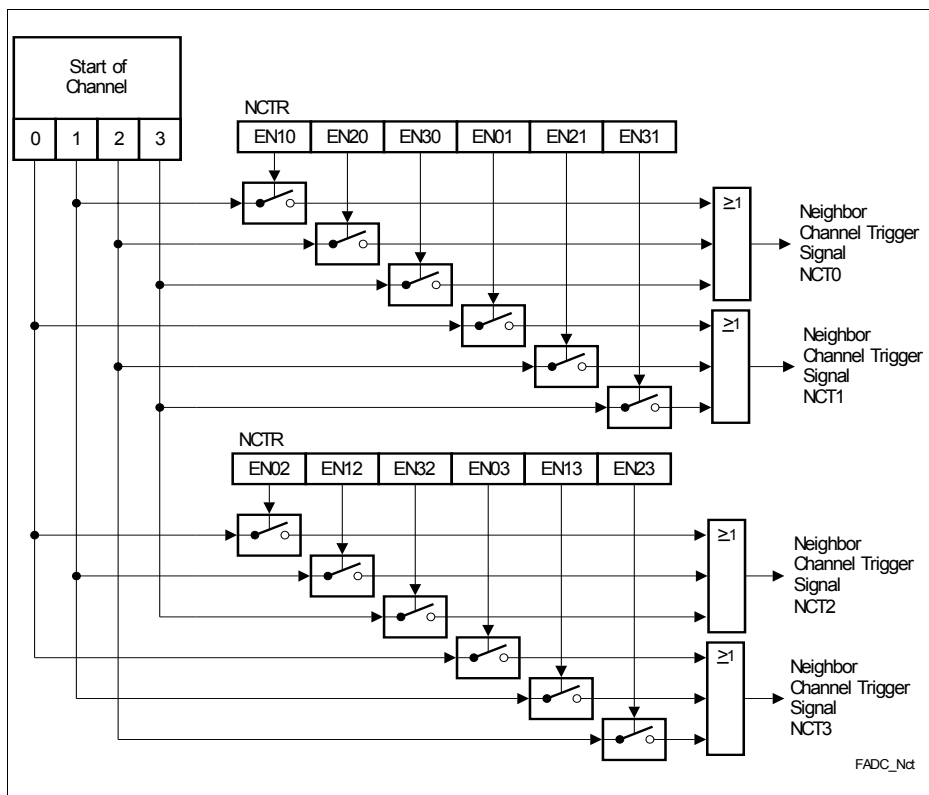 Start of
Channel
0 1 2 3
NCTR
EN10 EN20 EN30 EN01 EN21 EN31
≥1
Neighbor
Channel Trigger
Signal
NCT0
≥1
Neighbor
Channel Trigger
Signal
NCT1
NCTR
EN02 EN12 EN32 EN03 EN13 EN23
≥1
Neighbor
Channel Trigger
Signal
NCT2
≥1
Neighbor
Channel Trigger
Signal
NCT3
FADC_Nct